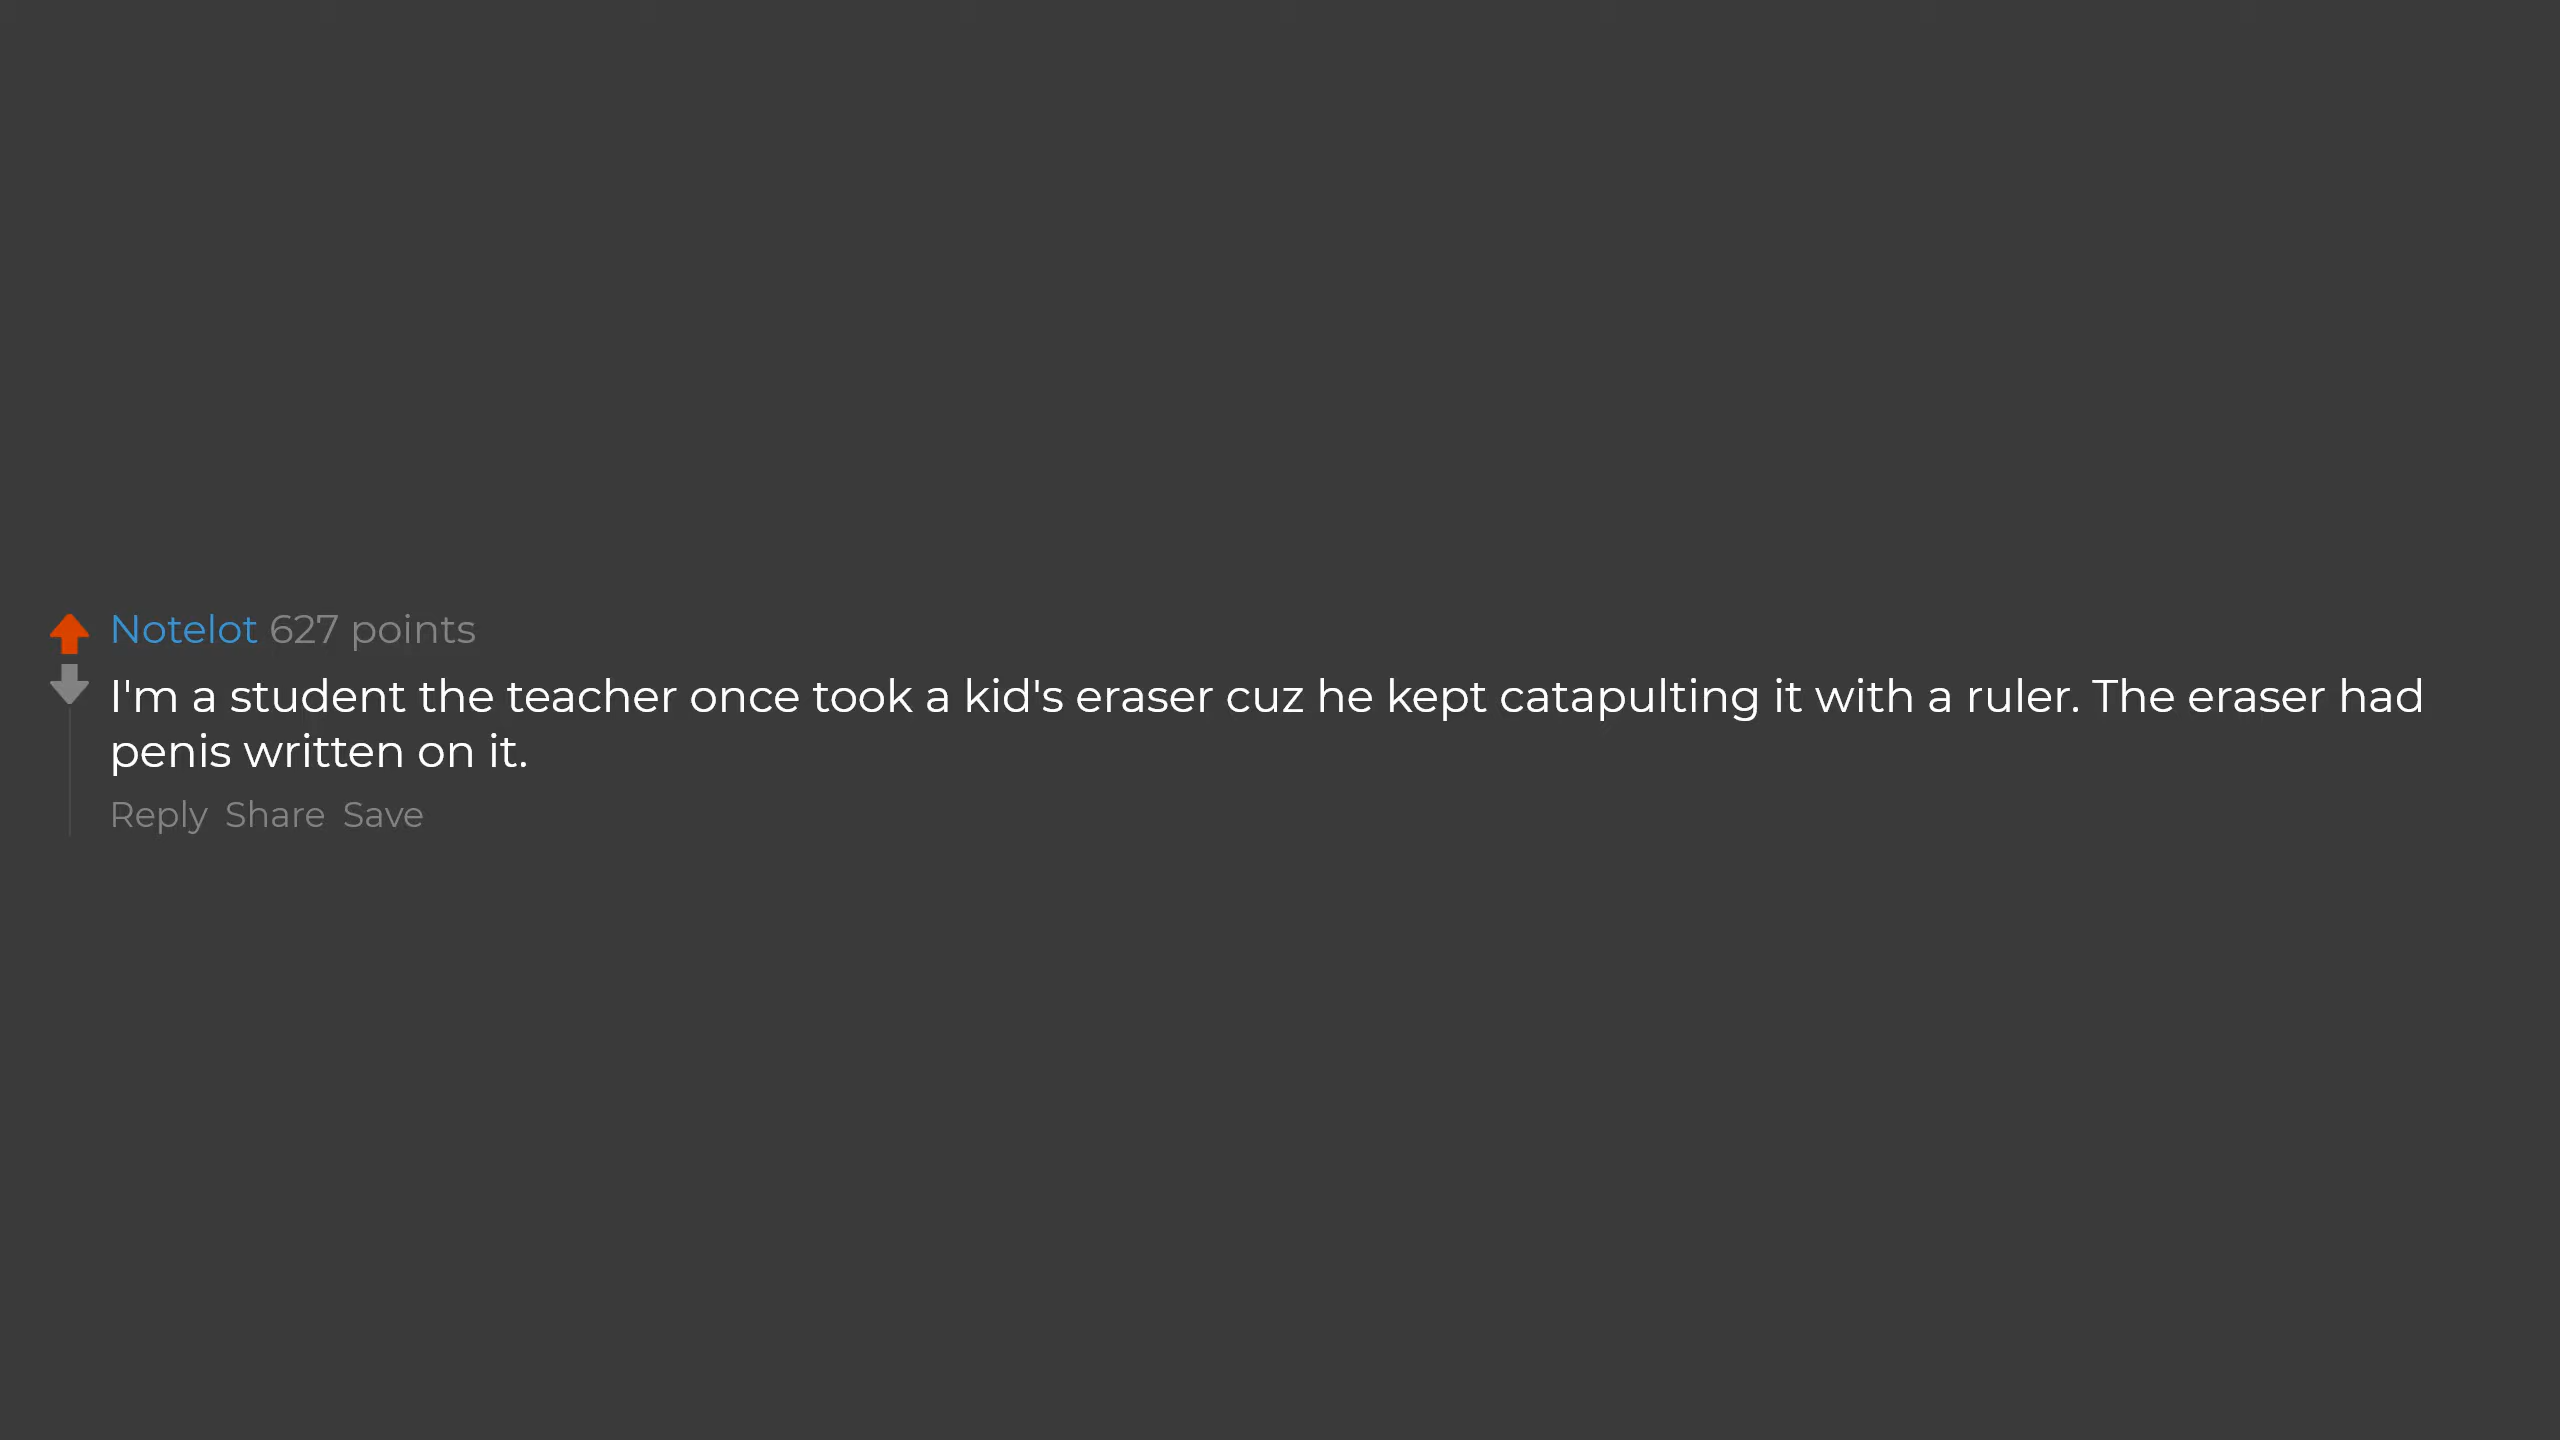 Notelot 627 points
I'm a student the teacher once took a kid's eraser cuz he kept catapulting it with a ruler. The eraser had
penis written on it.
Reply Share Save